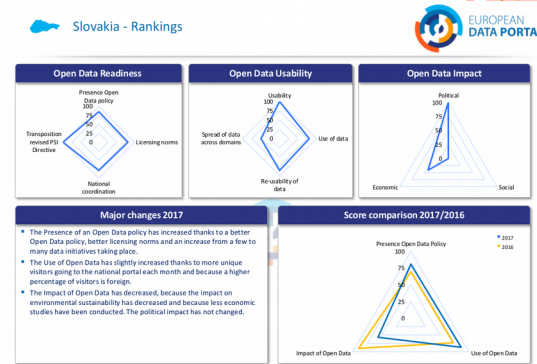 Slovakia - Rankings
EUROPEAN
DATA PORTA
Open Data Readiness
Presence Open
Data policy
100
75
50
25
0
Transposition
revised PSI
Directive
Licensing norms
National
coordination
Open Data Usability
Usability
100
75
50
25
0
Spread of data
across domains
Use of data
Re-usability of
data
Open Data Impact
Political
100
75
50
25
0
Economic
Social
Major changes 2017
▪ The Presence of an Open Data policy has increased thanks to a better
Open Data policy, better licensing norms and an increase from a few to
many data initiatives taking place.
▪ The Use of Open Data has slightly increased thanks to more unique
visitors going to the national portal each month and because a higher
percentage of visitors is foreign.
▪ The Impact of Open Data has decreased, because the impact on
environmental sustainability has decreased and because less economic
studies have been conducted. The political impact has not changed.
Score comparison 2017/2016
2017
2016
Presence Open Data Policy
100
75
50
25
0
Impact of Open Data
Use of Open Data